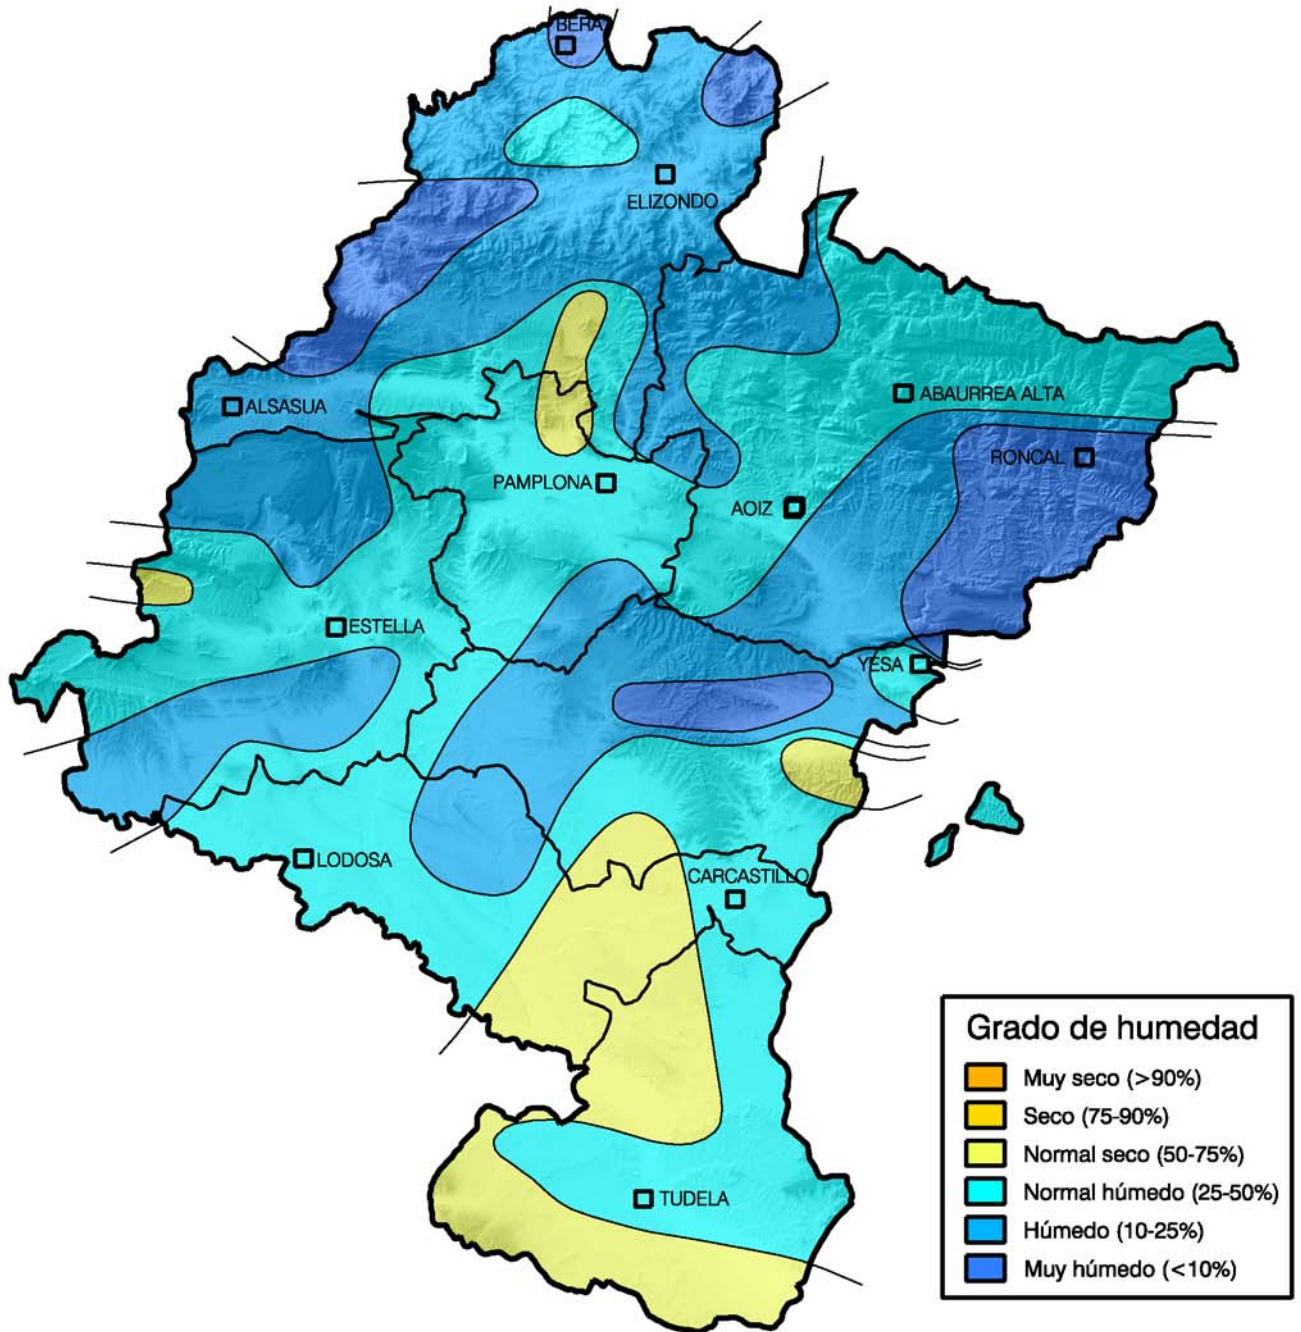 BERA
ELIZONDO
ALSASUA
ABAURREA ALTA
RONCAL
PAMPLONA
AOIZ
ESTELLA
YESA
LODOSA
CARCASTILLO
TUDELA
Grado de humedad
Muy seco (>90%)
Seco (75-90%)
Normal seco (50-75%)
Normal húmedo (25-50%)
Húmedo (10-25%)
Muy húmedo (<10%)